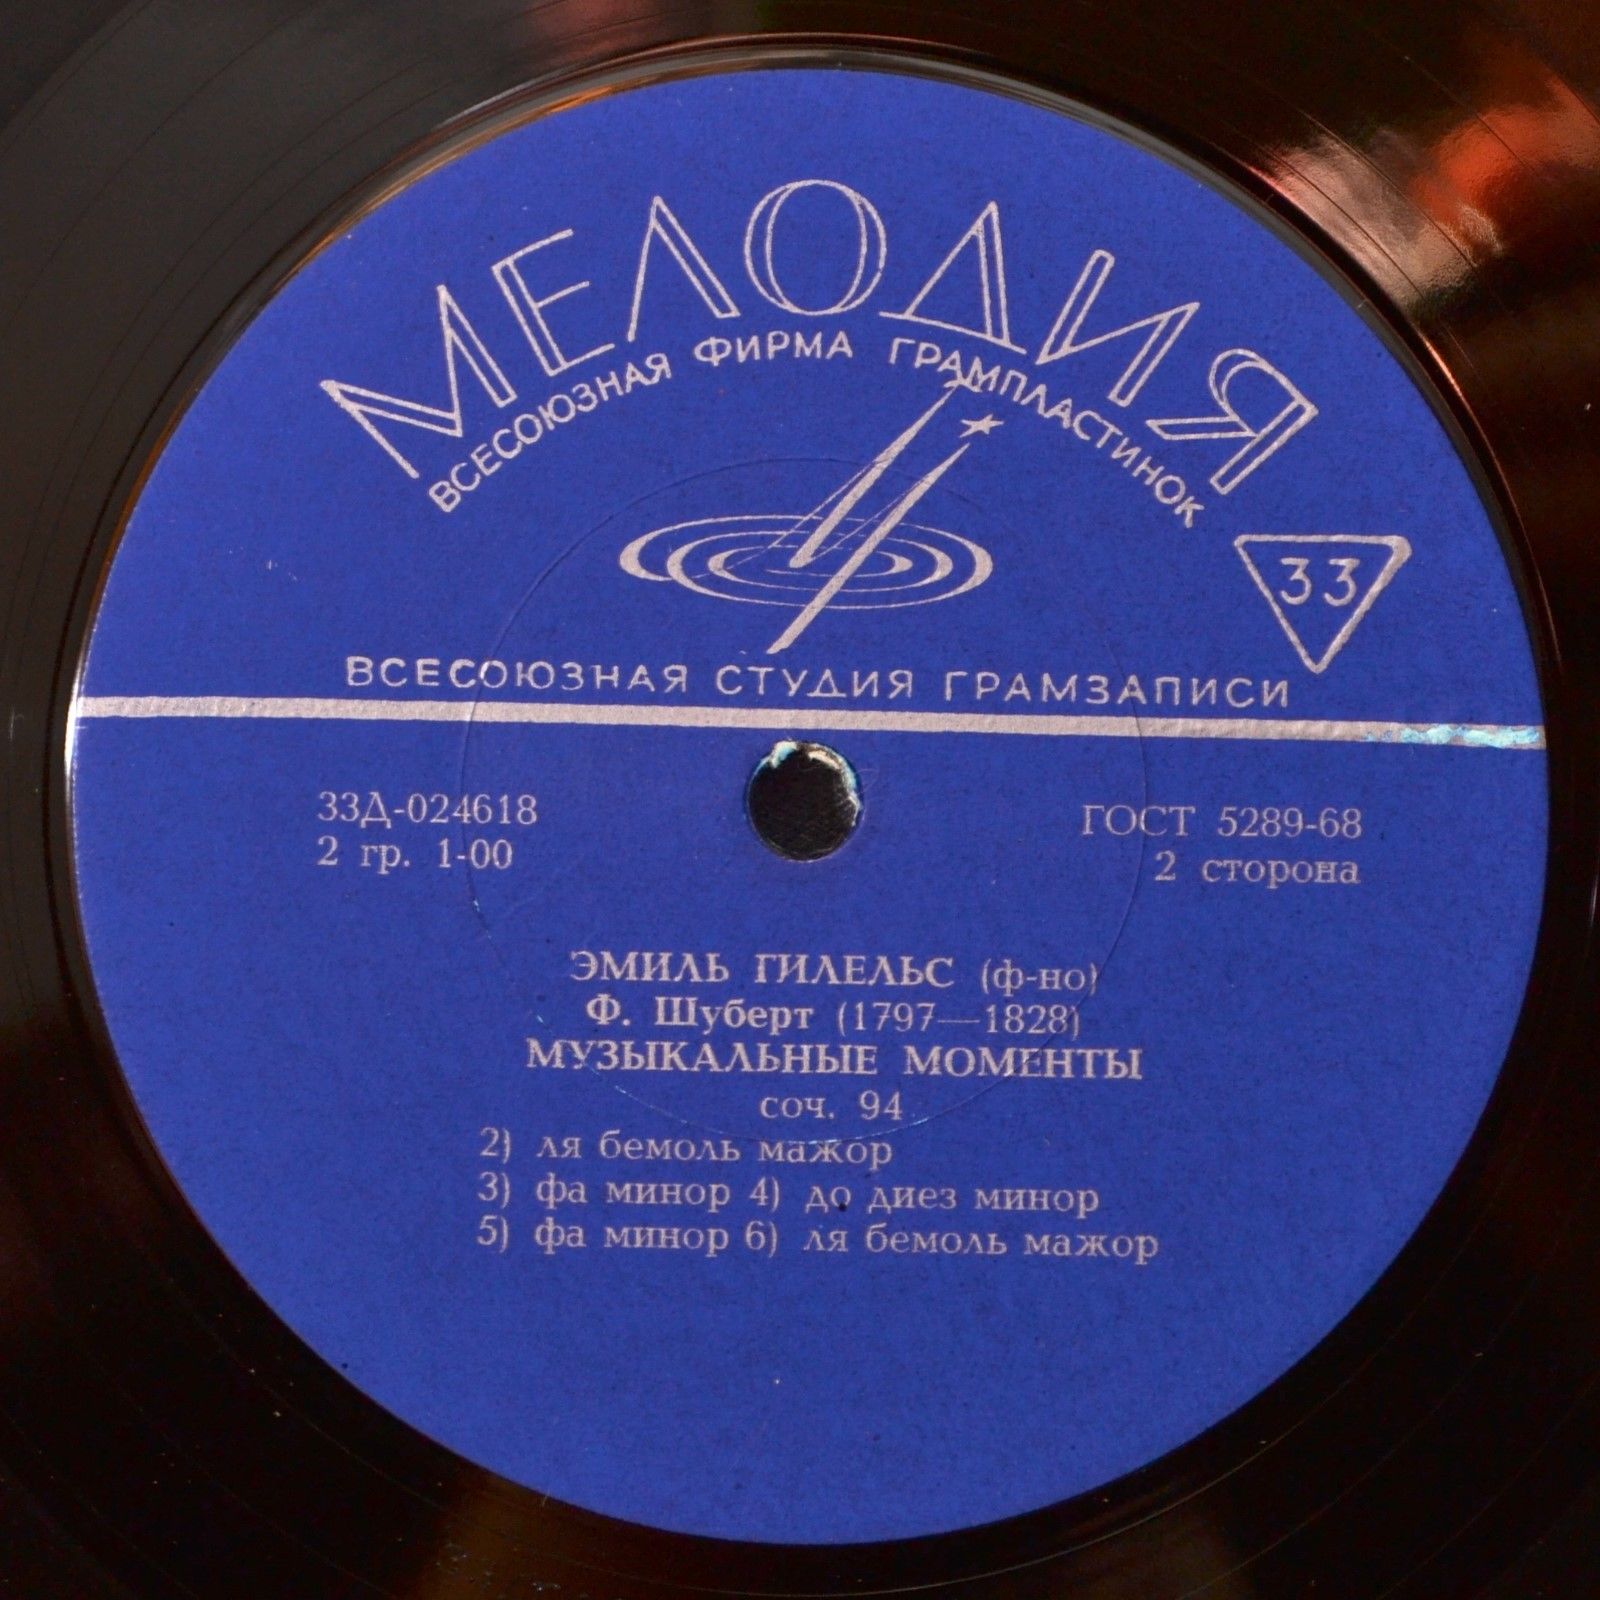 МЕЛОДИЯ
ВСЕСОЮЗНАЯ ФИРМА ГРАМПЛАСТИНОК
33
ВСЕСОЮЗНАЯ СТУДИЯ ГРАМЗАПИСИ
33Д-024618
2 гр. 1-00
ГОСТ 5289-68
2 сторона
ЭМИЛЬ ГИЛЕЛЬС (ф-но)
Ф. Шуберт (1797—1828)
МУЗЫКАЛЬНЫЕ МОМЕНТЫ
соч. 94
2) ля бемоль мажор
3) фа минор 4) до диез минор
5) фа минор 6) ля бемоль мажор